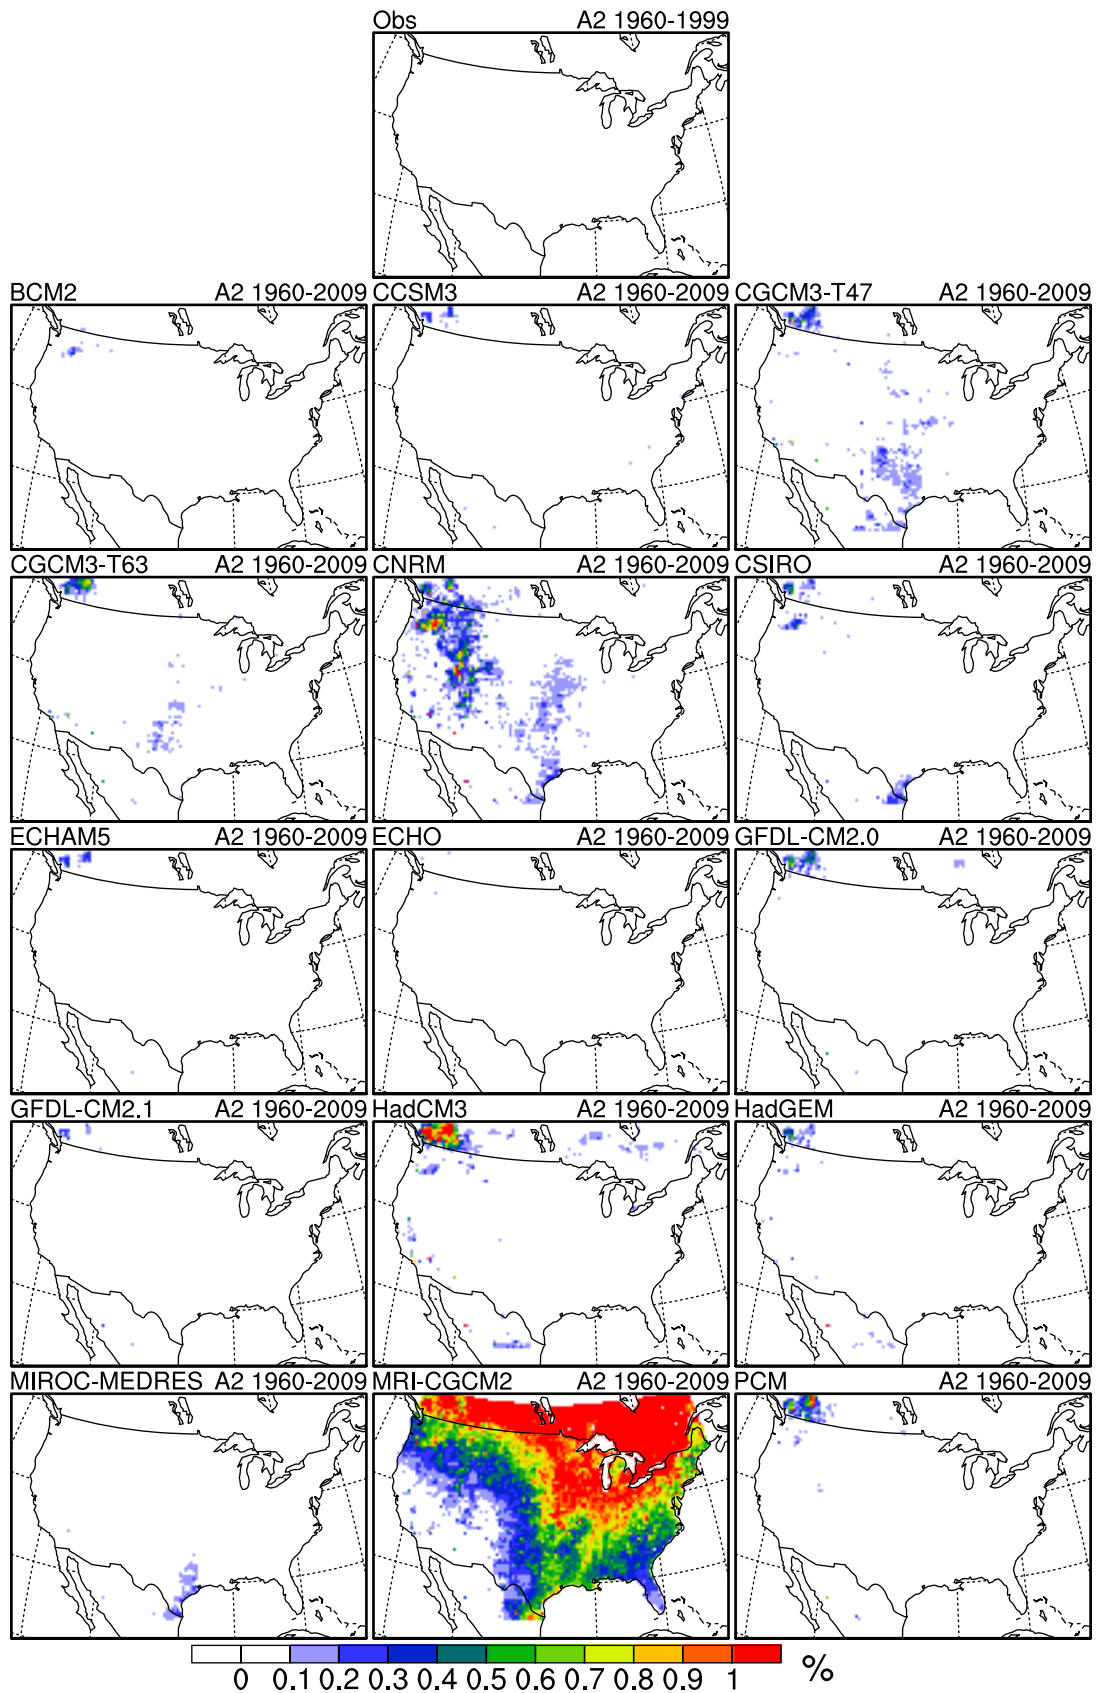 Obs A2 1960-1999
BCM2 A2 1960-2009 CCSM3 A2 1960-2009 CGCM3-T47 A2 1960-2009
CGCM3-T63 A2 1960-2009 CNRM A2 1960-2009 CSIRO A2 1960-2009
ECHAM5 A2 1960-2009 ECHO A2 1960-2009 GFDL-CM2.0 A2 1960-2009
GFDL-CM2.1 A2 1960-2009 HadCM3 A2 1960-2009 HadGEM A2 1960-2009
MIROC-MEDRES A2 1960-2009 MRI-CGCM2 A2 1960-2009 PCM A2 1960-2009
0 0.1 0.2 0.3 0.4 0.5 0.6 0.7 0.8 0.9 1 %